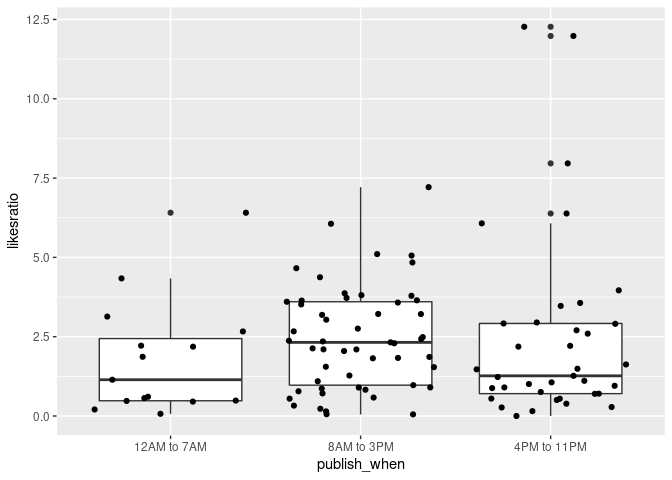 12.5
10.0
7.5
5.0
2.5
0.0
likesratio
12AM to 7AM
8AM to 3PM
4PM to 11PM
publish_when